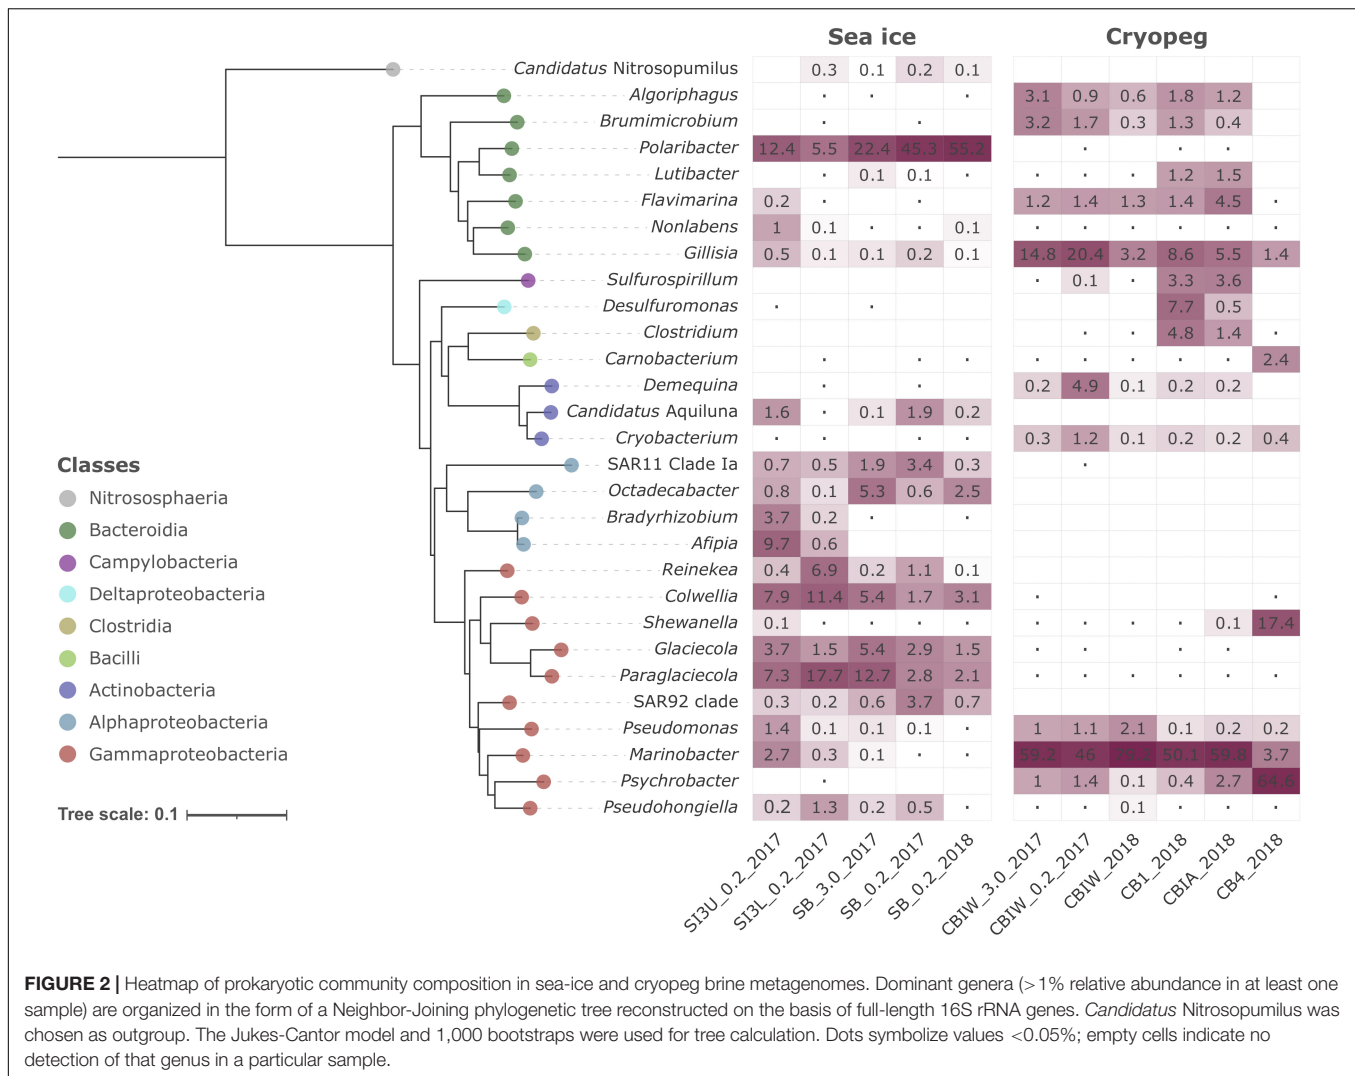 Sea ice Cryopeg
Candidatus Nitrosopumilus 0.3 0.1 0.2 0.1
Algoriphagus · · · 3.1 0.9 0.6 1.8 1.2
Brumimicrobium · · 3.2 1.7 0.3 1.3 0.4
Polaribacter 12.4 5.5 22.4 45.3 55.2 · · ·
Lutibacter · 0.1 0.1 · · · · 1.2 1.5
Flavimarina 0.2 · · · 1.2 1.4 1.3 1.4 4.5 ·
Nonlabens 1 0.1 · · 0.1 · · · · · ·
Gillisia 0.5 0.1 0.1 0.2 0.1 14.8 20.4 3.2 8.6 5.5 1.4
Sulfurospirillum · 0.1 · 3.3 3.6
Desulfuromonas · · 7.7 0.5
Clostridium · · 4.8 1.4 ·
Carnobacterium · · · · · · · · 2.4
Demequina · · 0.2 4.9 0.1 0.2 0.2
Candidatus Aquiluna 1.6 · 0.1 1.9 0.2
Cryobacterium · · · · 0.3 1.2 0.1 0.2 0.2 0.4
SAR11 Clade Ia 0.7 0.5 1.9 3.4 0.3 ·
Octadecabacter 0.8 0.1 5.3 0.6 2.5
Bradyrhizobium 3.7 0.2 · ·
Afipia 9.7 0.6
Reinekea 0.4 6.9 0.2 1.1 0.1
Colwellia 7.9 11.4 5.4 1.7 3.1 · ·
Shewanella 0.1 · · · · · · · · 0.1 17.4
Glaciecola 3.7 1.5 5.4 2.9 1.5 · · · · ·
Paraglaciecola 7.3 17.7 12.7 2.8 2.1 · · · · · ·
SAR92 clade 0.3 0.2 0.6 3.7 0.7
Pseudomonas 1.4 0.1 0.1 0.1 · 1 1.1 2.1 0.1 0.2 0.2
Marinobacter 2.7 0.3 0.1 · · 59.2 46 50.1 59.8 3.7
Psychrobacter · 1 1.4 0.1 0.4 2.7 64.6
Pseudohongiella 0.2 1.3 0.2 0.5 · · · 0.1 · · ·
SI3U_0.2_2017 SI3L_0.2_2017 SB_3.0_2017 SB_0.2_2017 SB_0.2_2018 CBIW_3.0_2017 CBIW_0.2_2017 CBIW_2018 CB1_2018 CBIA_2018 CB4_2018
Classes
Nitrososphaeria
Bacteroidia
Campylobacteria
Deltaproteobacteria
Clostridia
Bacilli
Actinobacteria
Alphaproteobacteria
Gammaproteobacteria
Tree scale: 0.1
FIGURE 2 | Heatmap of prokaryotic community composition in sea-ice and cryopeg brine metagenomes. Dominant genera (>1% relative abundance in at least one
sample) are organized in the form of a Neighbor-Joining phylogenetic tree reconstructed on the basis of full-length 16S rRNA genes. Candidatus Nitrosopumilus was
chosen as outgroup. The Jukes-Cantor model and 1,000 bootstraps were used for tree calculation. Dots symbolize values <0.05%; empty cells indicate no
detection of that genus in a particular sample.